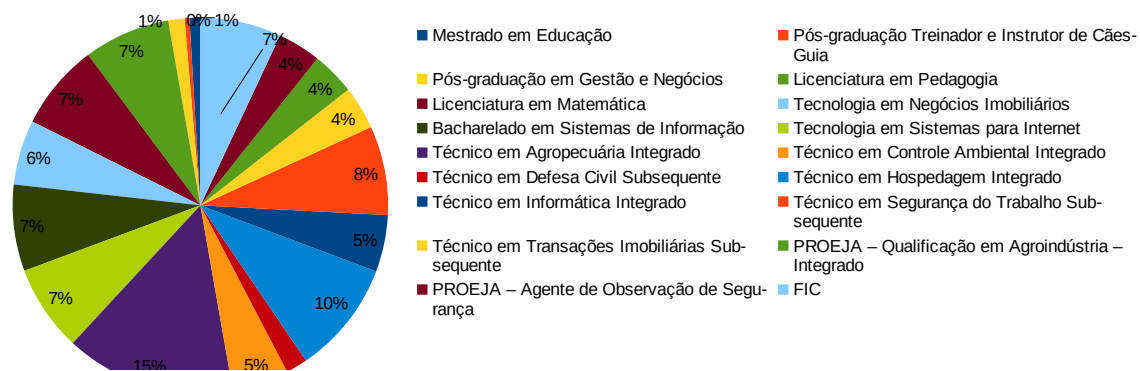 1%
0%
1%
7%
7%
4%
4%
4%
7%
8%
6%
5%
7%
10%
7%
15%
5%
Mestrado em Educação
Pós-graduação Treinador e Instrutor de Cães-
Guia
Pós-graduação em Gestão e Negócios
Licenciatura em Pedagogia
Licenciatura em Matemática
Tecnologia em Negócios Imobiliários
Bacharelado em Sistemas de Informação
Tecnologia em Sistemas para Internet
Técnico em Agropecuária Integrado
Técnico em Controle Ambiental Integrado
Técnico em Defesa Civil Subsequente
Técnico em Hospedagem Integrado
Técnico em Informática Integrado
Técnico em Segurança do Trabalho Sub-
sequente
Técnico em Transações Imobiliárias Sub-
sequente
PROEJA – Qualificação em Agroindústria –
Integrado
PROEJA – Agente de Observação de Segu-
rança
FIC